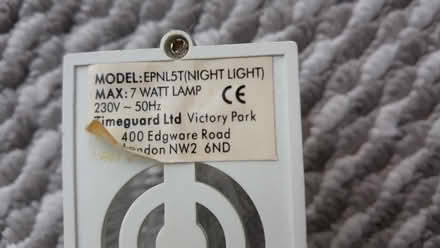 MODEL: EPNL5T(NIGHT LIGHT)
MAX: 7 WATT LAMP CE
230V ~ 50Hz
Timeguard Ltd Victory Park
400 Edgware Road
London NW2 6ND